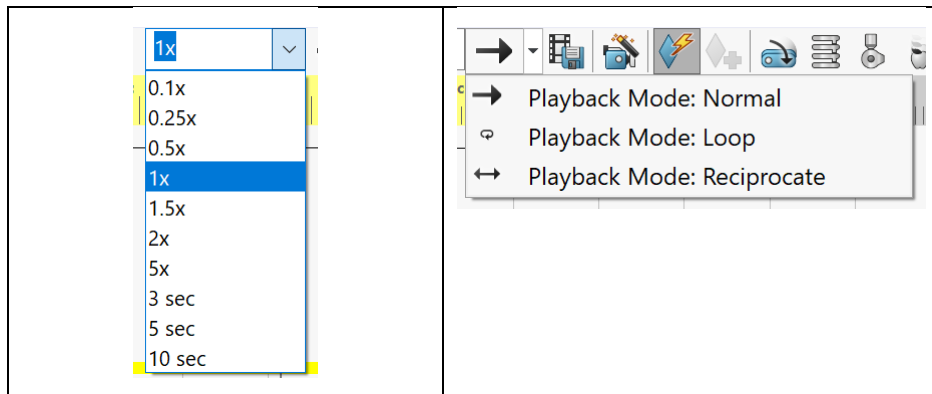 1x
0.1x
0.25x
0.5x
1x
1.5x
2x
5x
3 sec
5 sec
10 sec
Playback Mode: Normal
Playback Mode: Loop
Playback Mode: Reciprocate